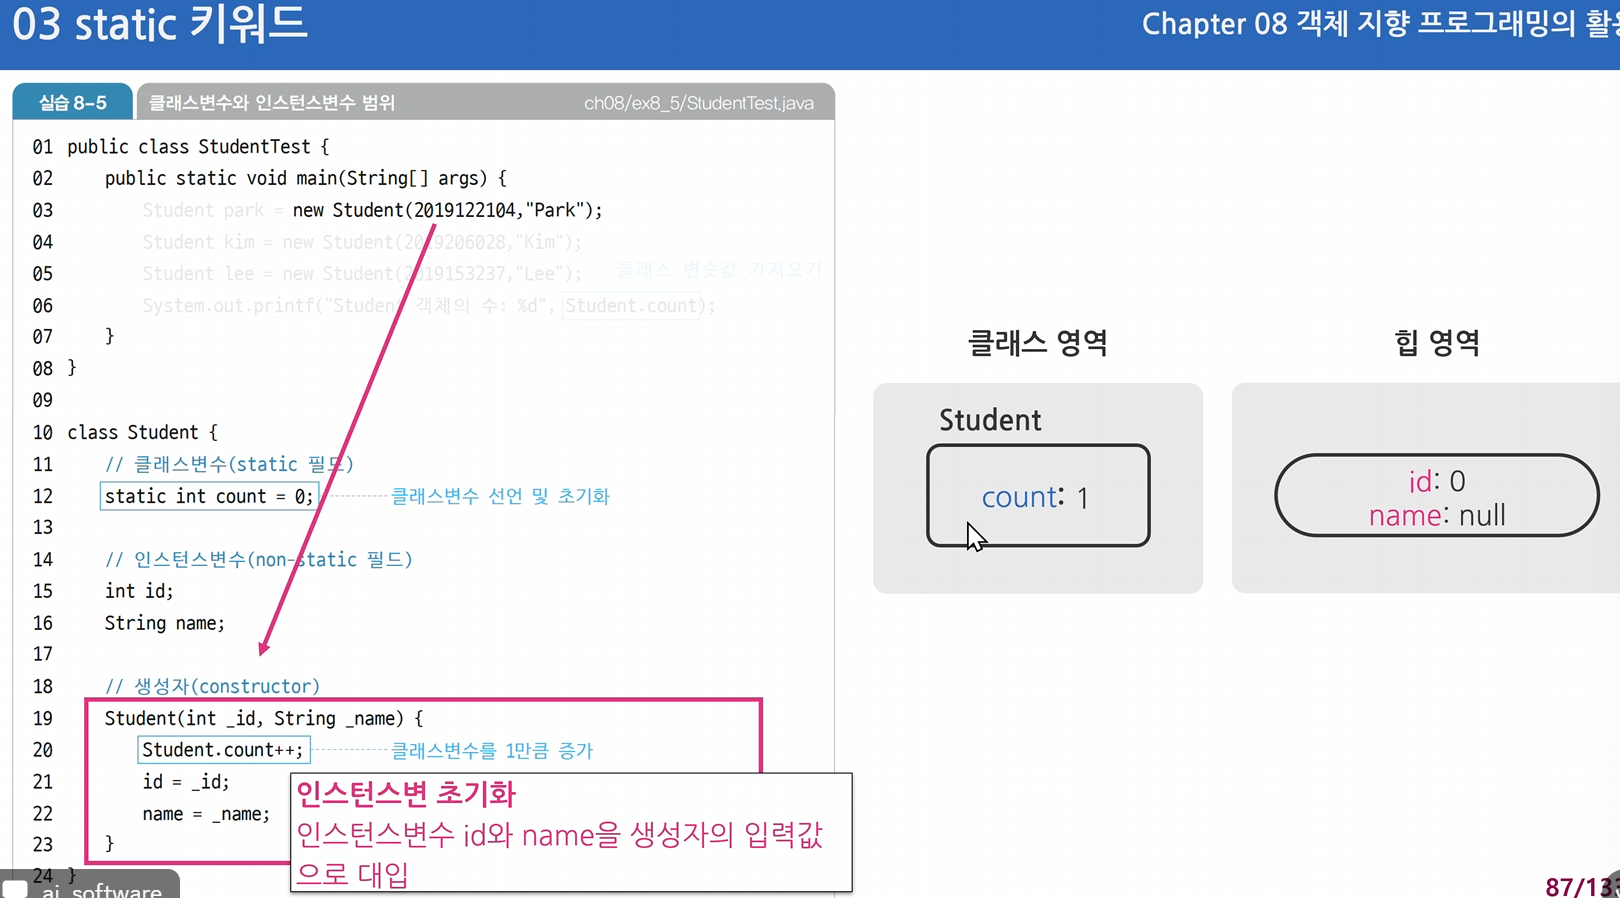 03 static 키워드
Chapter 08 객체 지향 프로그래밍의
실습 8-5 클래스변수와 인스턴스변수 범위 ch08/ex8_5/StudentTest.java
01 public class StudentTest {
02 public static void main(String[] args) {
03 Student park = new Student(2019122104,"Park");
04 Student kim = new Student(2019206028,"Kim");
05 Student lee = new Student(2019153237,"Lee"); 클래스 변숫값 가져오기
06 System.out.printf("Student 객체의 수: %d", Student.count);
07 }
08 }
09
10 class Student {
11 // 클래스변수(static 필드)
12 static int count = 0; 클래스변수 선언 및 초기화
13
14 // 인스턴스변수(non-static 필드)
15 int id;
16 String name;
17
18 // 생성자(constructor)
19 Student(int _id, String _name) {
20 Student.count++; 클래스변수를 1만큼 증가
21 id = _id;
22 name = _name;
23 }
24 }
인스턴스변 초기화
인스턴스변수 id와 name을 생성자의 입력값
으로 대입
클래스 영역
Student
count: 1
힙 영역
id: 0
name: null
ai_software
87/133